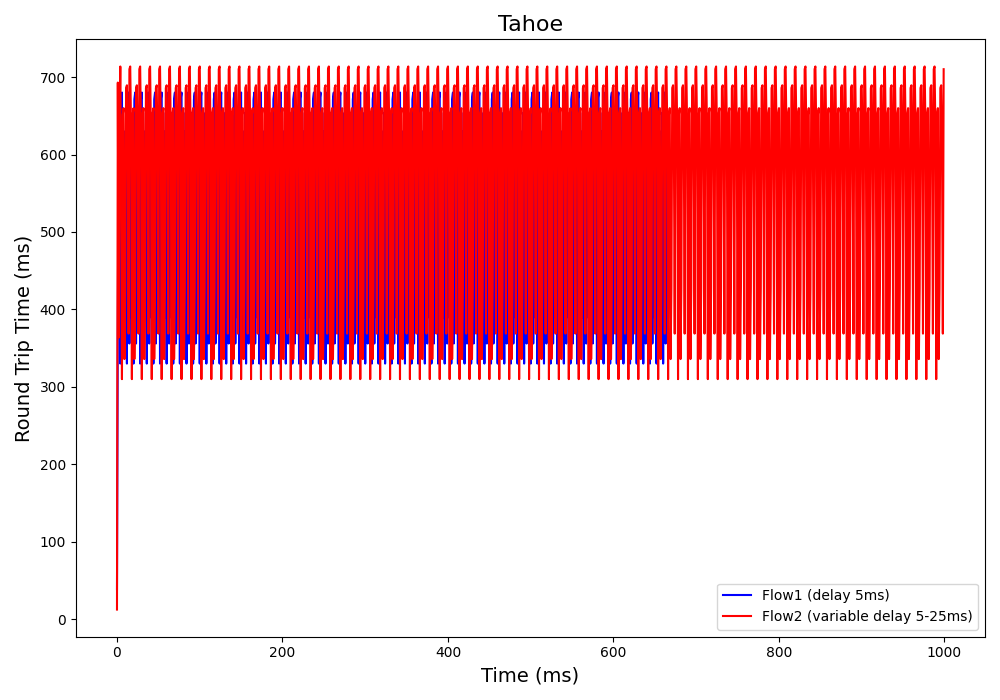 Tahoe
Round Trip Time (ms)
700
600
500
400
300
200
100
0
0 200 400 600 800 1000
Time (ms)
Flow1 (delay 5ms)
Flow2 (variable delay 5-25ms)